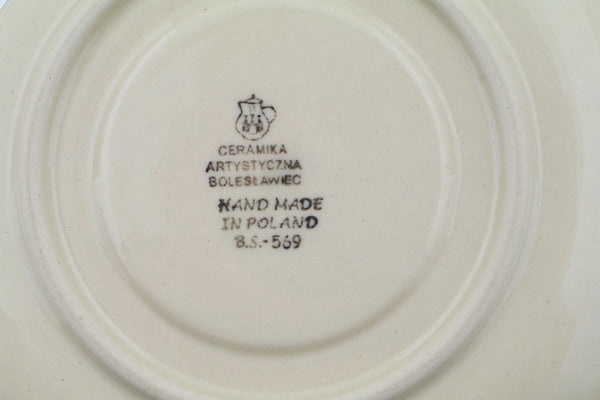 CERAMIKA
ARTYSTYCZNA
BOLESŁAWIEC
HAND MADE
IN POLAND
B.S.-569